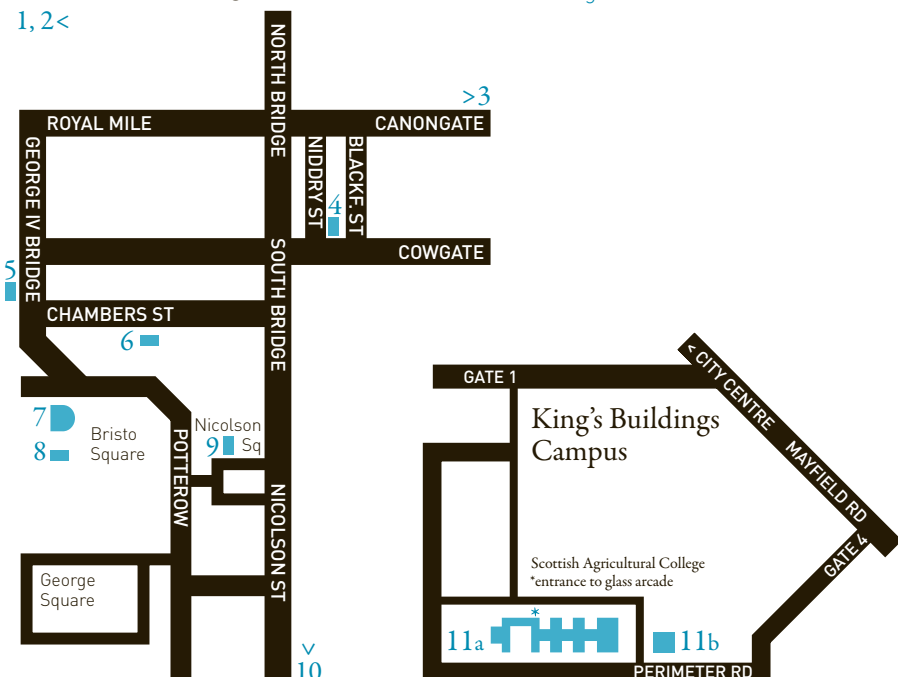 1, 2<
NORTH BRIDGE
>3
ROYAL MILE
CANONGATE
GEORGE IV BRIDGE
NIDDRY ST
BLACKF. ST
4
SOUTH BRIDGE
COWGATE
5
CHAMBERS ST
6
7
8
Bristo
Square
POTTEROW
Nicolson
Sq
9
NICOLSON ST
George
Square
>
10
GATE 1
< CITY CENTRE
MAYFIELD RD
King's Buildings
Campus
GATE 4
Scottish Agricultural College
*entrance to glass arcade
*
11a
11b
PERIMETER RD